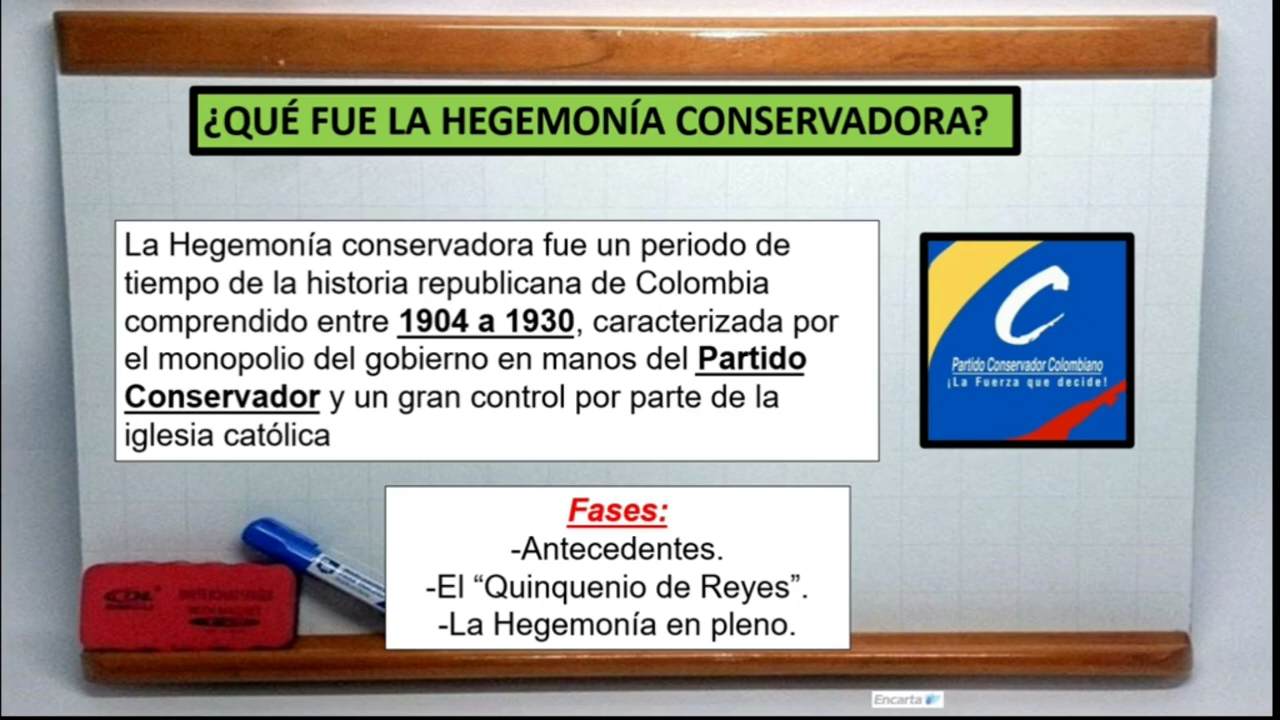 ¿QUÉ FUE LA HEGEMONÍA CONSERVADORA?
La Hegemonía conservadora fue un periodo de
tiempo de la historia republicana de Colombia
comprendido entre 1904 a 1930, caracterizada por
el monopolio del gobierno en manos del Partido
Conservador y un gran control por parte de la
iglesia católica
C
Partido Conservador Colombiano
¡La Fuerza que decide!
Fases:
-Antecedentes.
-El “Quinquenio de Reyes”.
-La Hegemonía en pleno.
Encarta